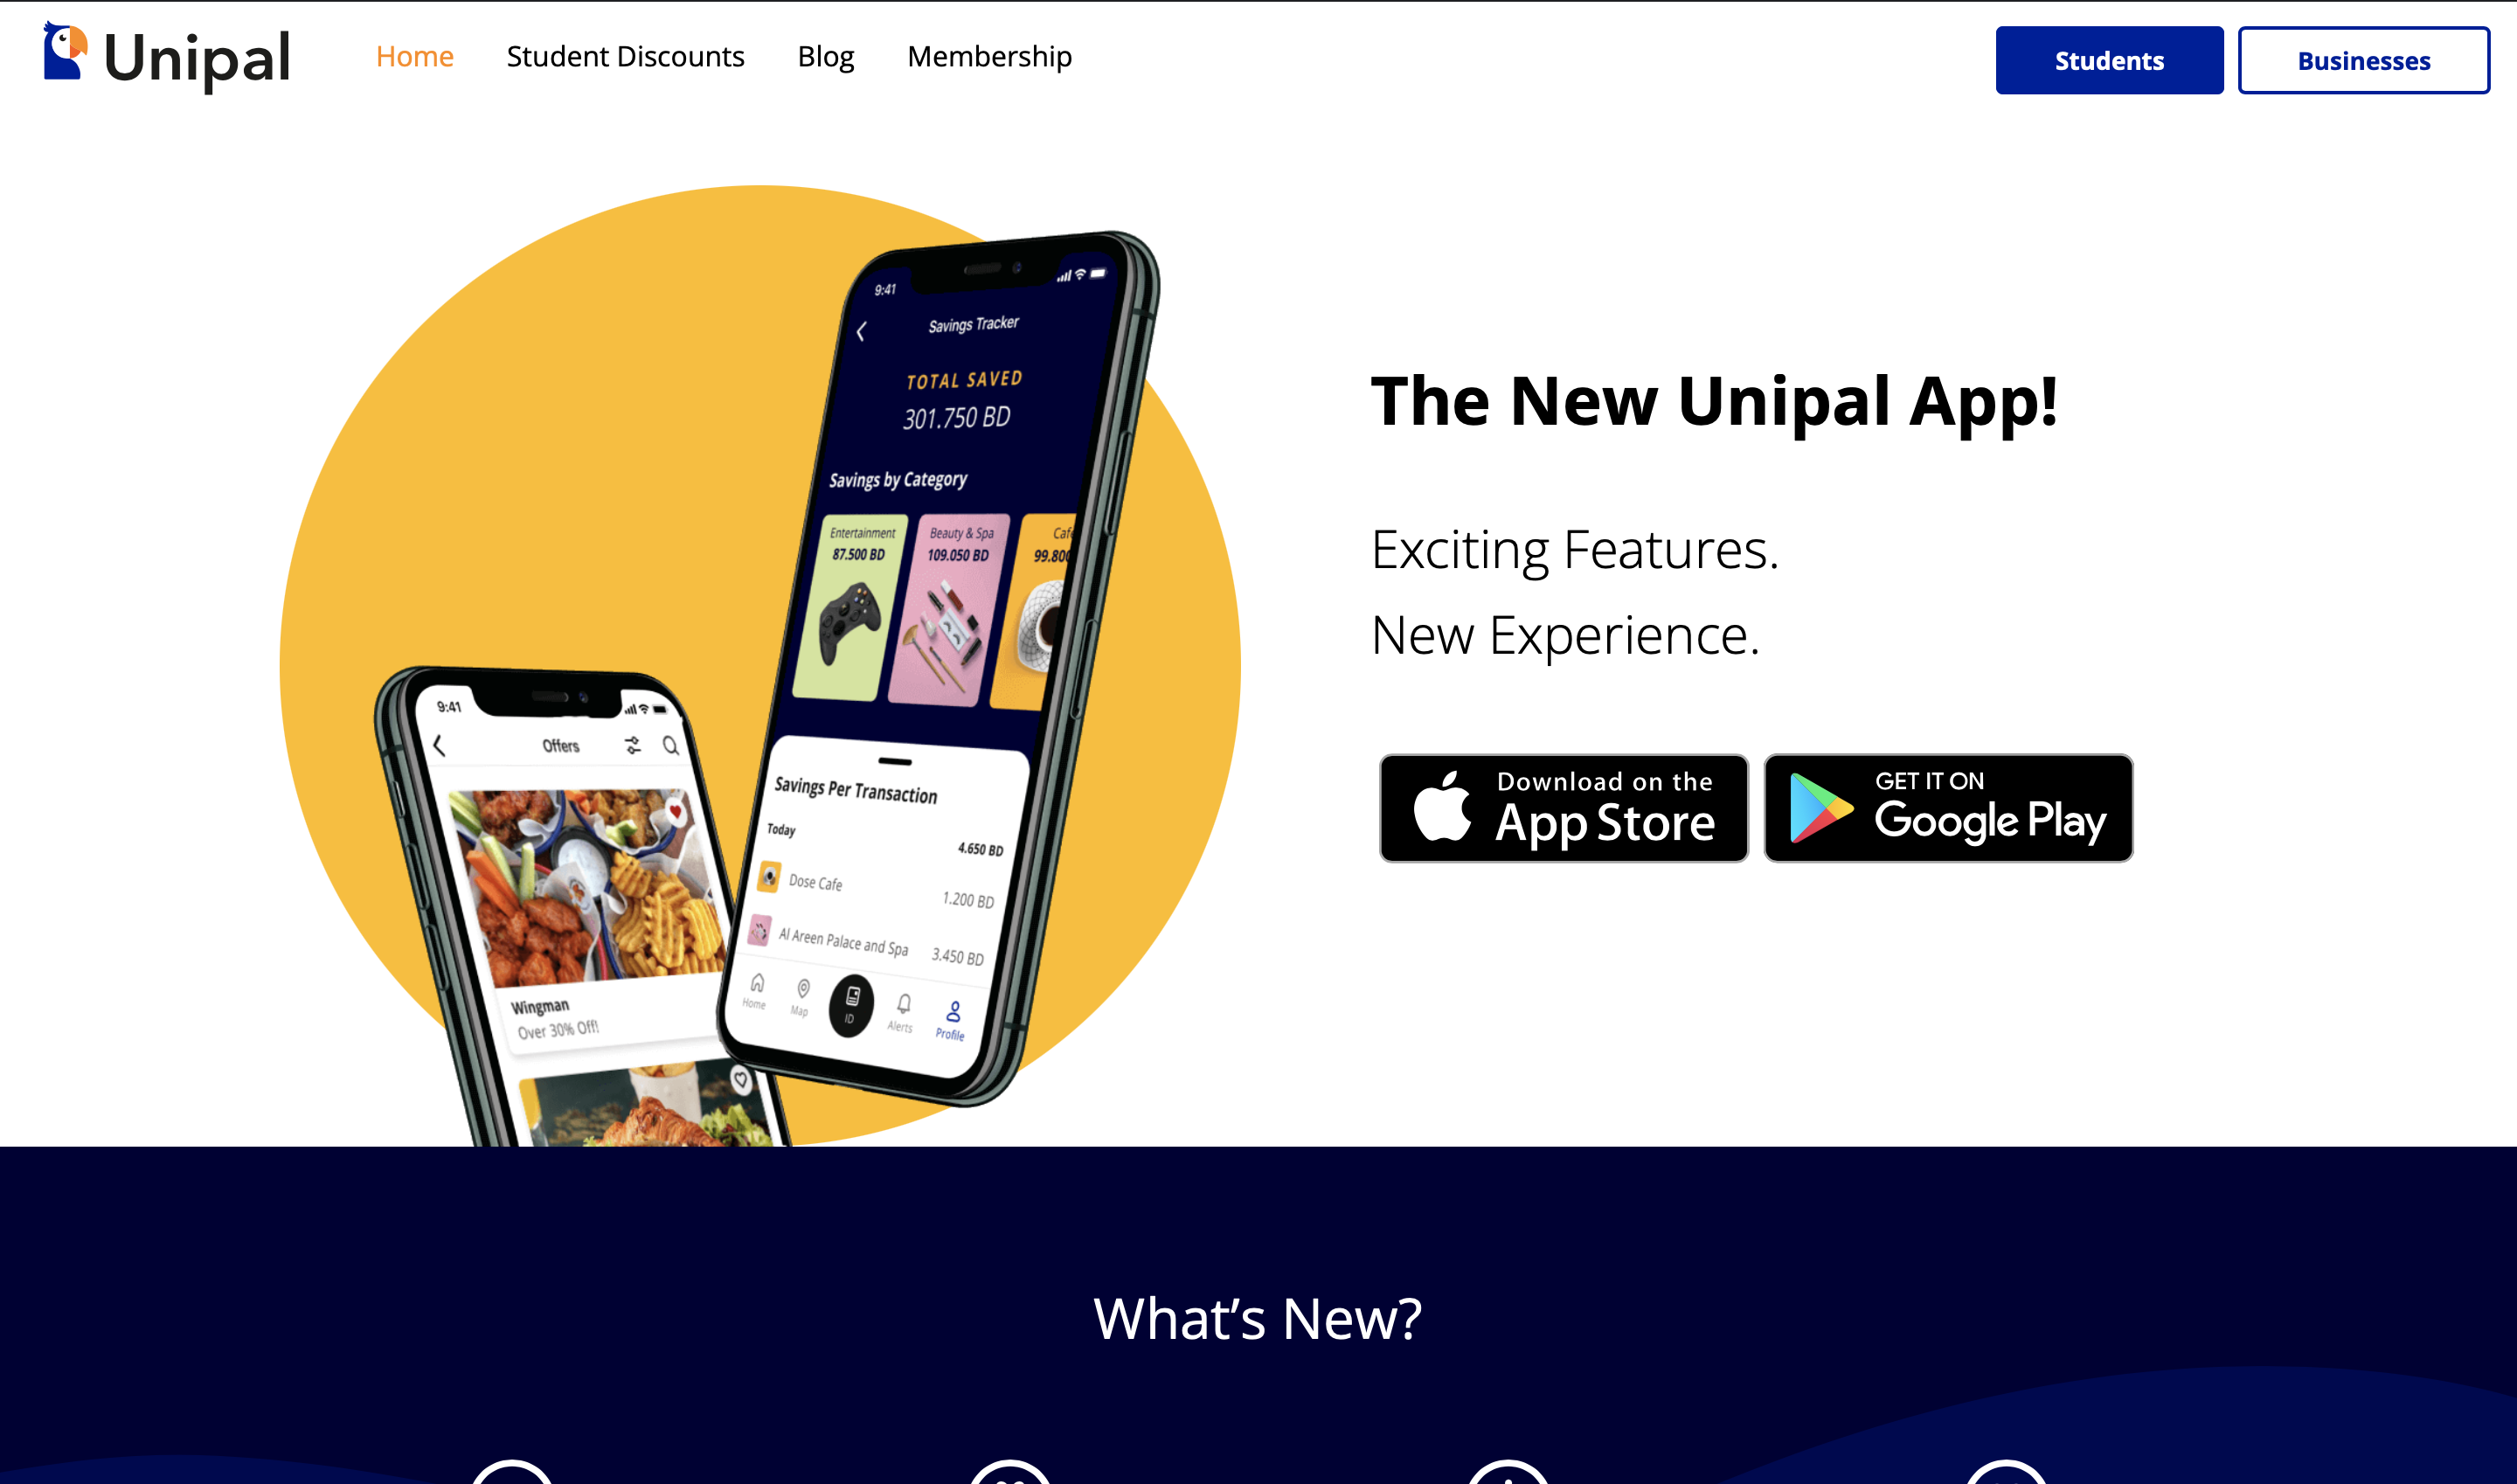 Unipal
Home
Student Discounts
Blog
Membership
Students
Businesses
9:41
Savings Tracker
TOTAL SAVED
301.750 BD
Savings by Category
Entertainment
87.500 BD
Beauty & Spa
109.050 BD
99.800
Savings Per Transaction
Today
4.650 BD
Dose Cafe
1.200 BD
Al Areen Palace and Spa
3.450 BD
Home
Map
ID
Alerts
Profile
9:41
Offers
Wingman
Over 30% Off!
The New Unipal App!
Exciting Features.
New Experience.
Download on the
App Store
GET IT ON
Google Play
What's New?